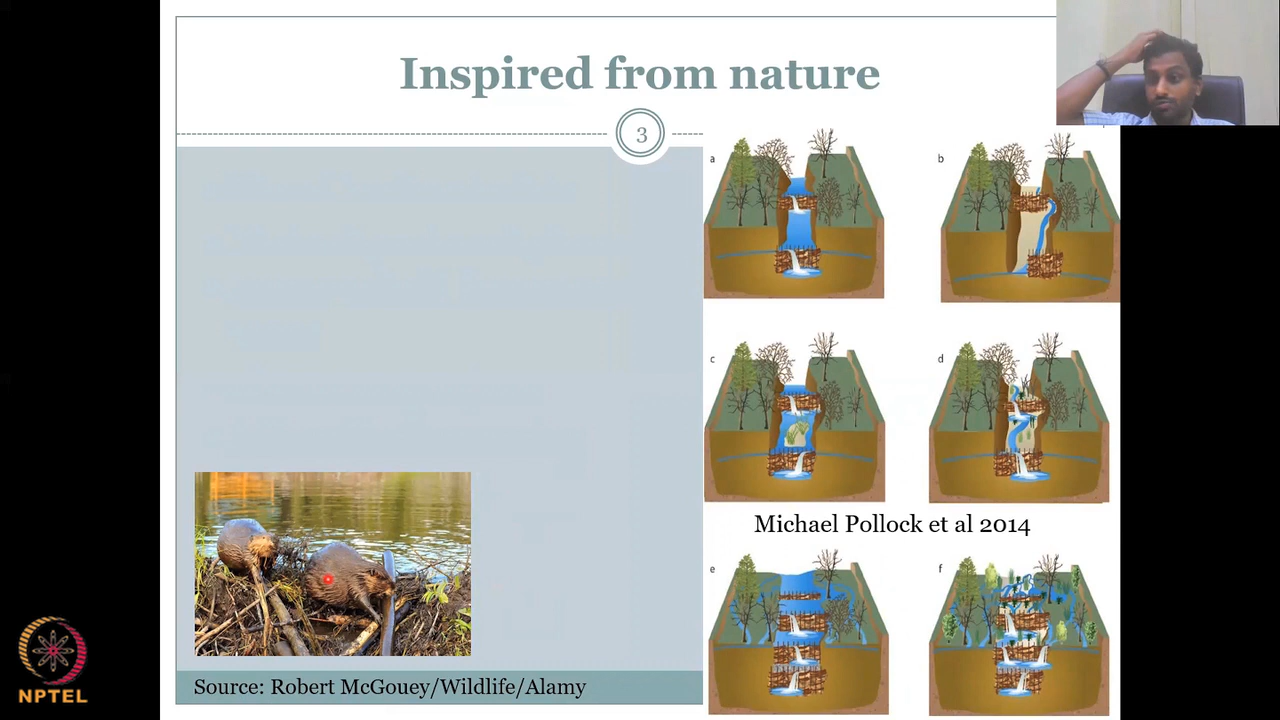 Inspired from nature
3
a
b
c
d
Michael Pollock et al 2014
e
f
Source: Robert McGouey/Wildlife/Alamy
NPTEL